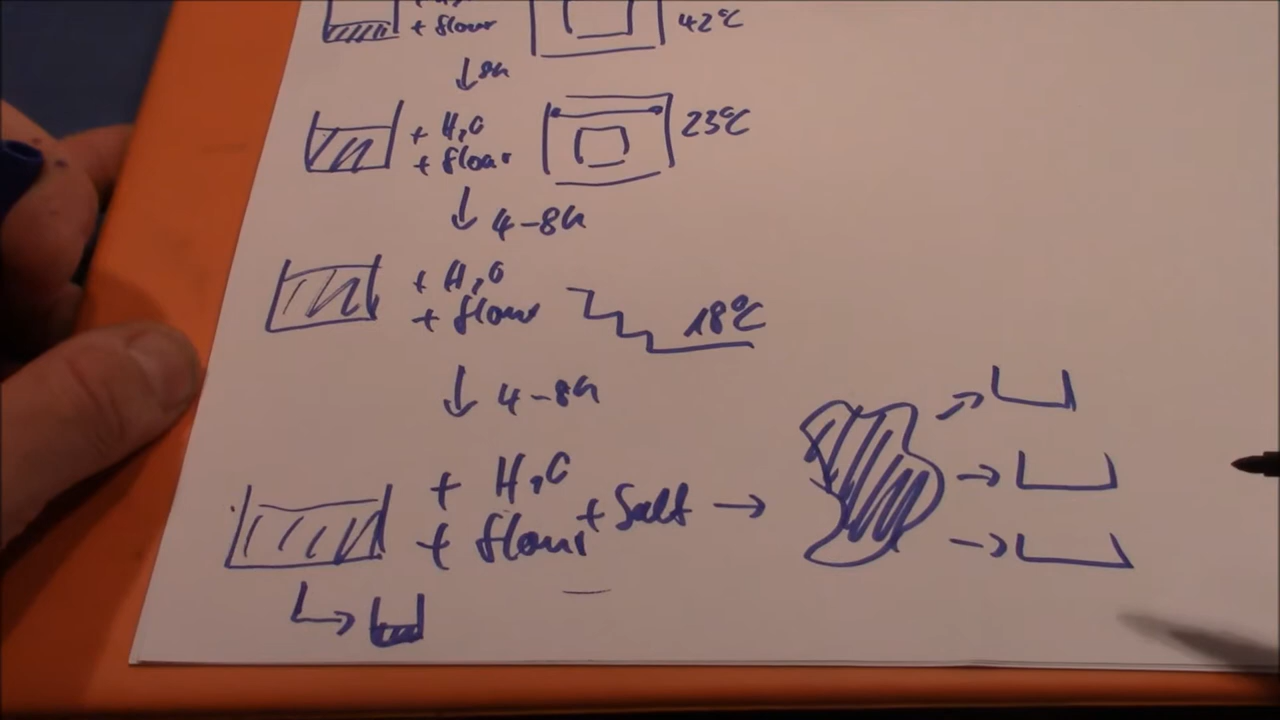 + flour 42°C
↓ 8h
+ H₂O
+ flour 23°C
↓ 4-8h
+ H₂O
+ flour 18°C
↓ 4-8h
+ H₂O
+ flour + Salt →